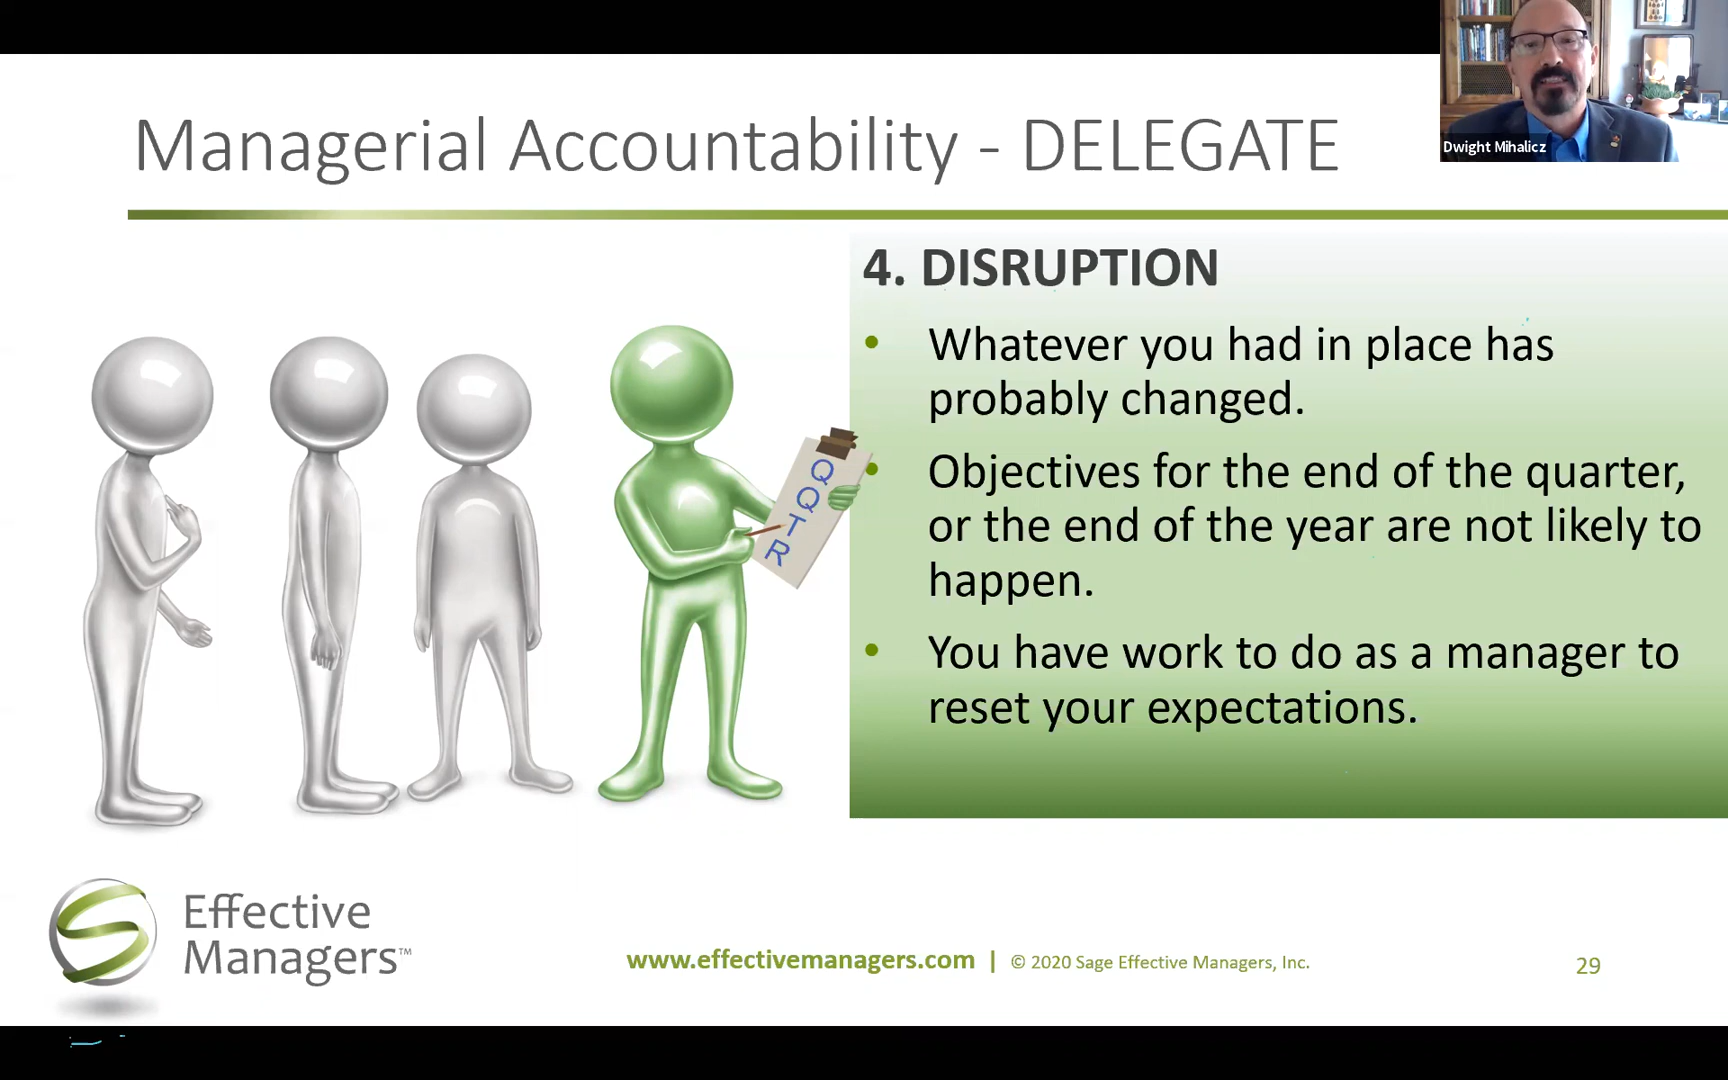 Dwight Mihalicz
Managerial Accountability - DELEGATE
4. DISRUPTION
• Whatever you had in place has
probably changed.
• Objectives for the end of the quarter,
or the end of the year are not likely to
happen.
• You have work to do as a manager to
reset your expectations.
Q
Q
T
R
Effective
Managers™
www.effectivemanagers.com | © 2020 Sage Effective Managers, Inc.
29